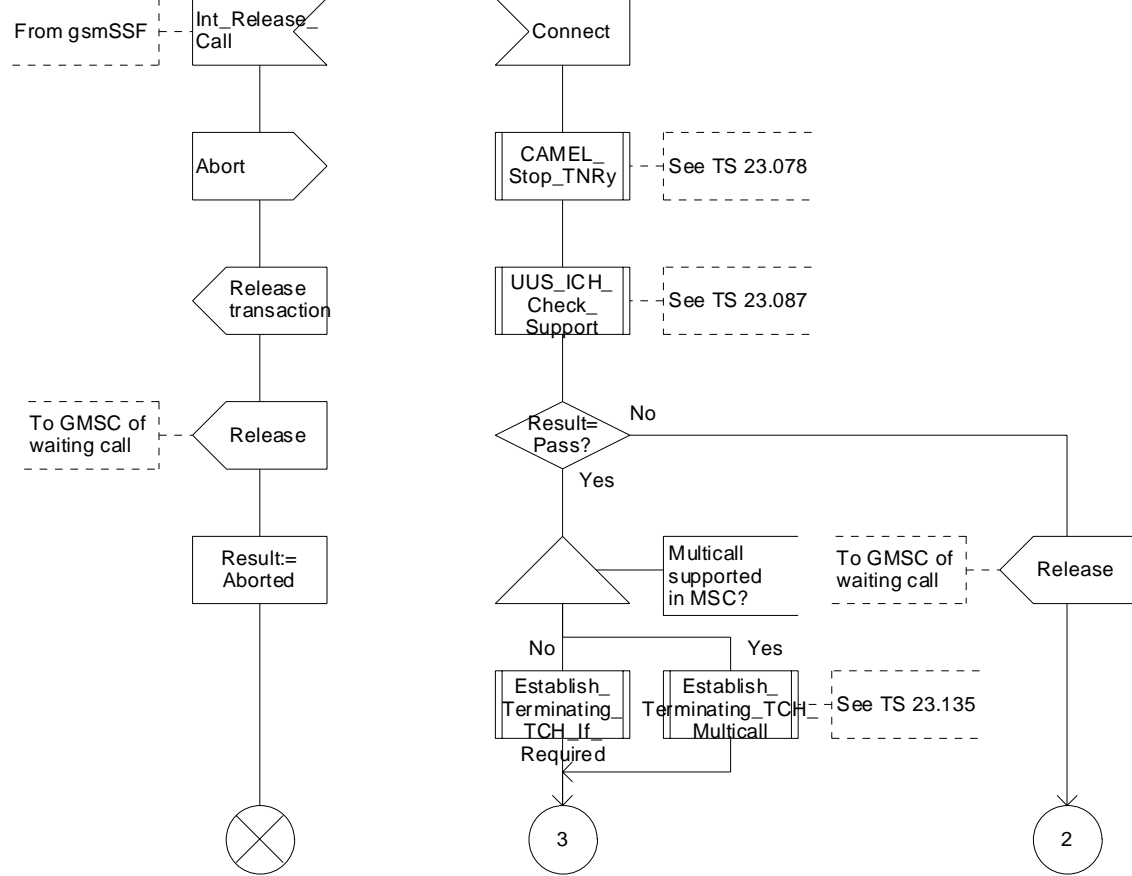 From gsmSSF
Int_Release_
Call
Connect
Abort
CAMEL_
Stop_TNRy
See TS 23.078
Release
transaction
UUS_ICH_
Check_
Support
See TS 23.087
To GMSC of
waiting call
Release
Result=
Pass?
No
Yes
Result:=
Aborted
Multicall
supported
in MSC?
To GMSC of
waiting call
Release
No
Yes
Establish_
Terminating_
TCH_If_
Required
Establish_
Terminating_TCH_
Multicall
See TS 23.135
3
2